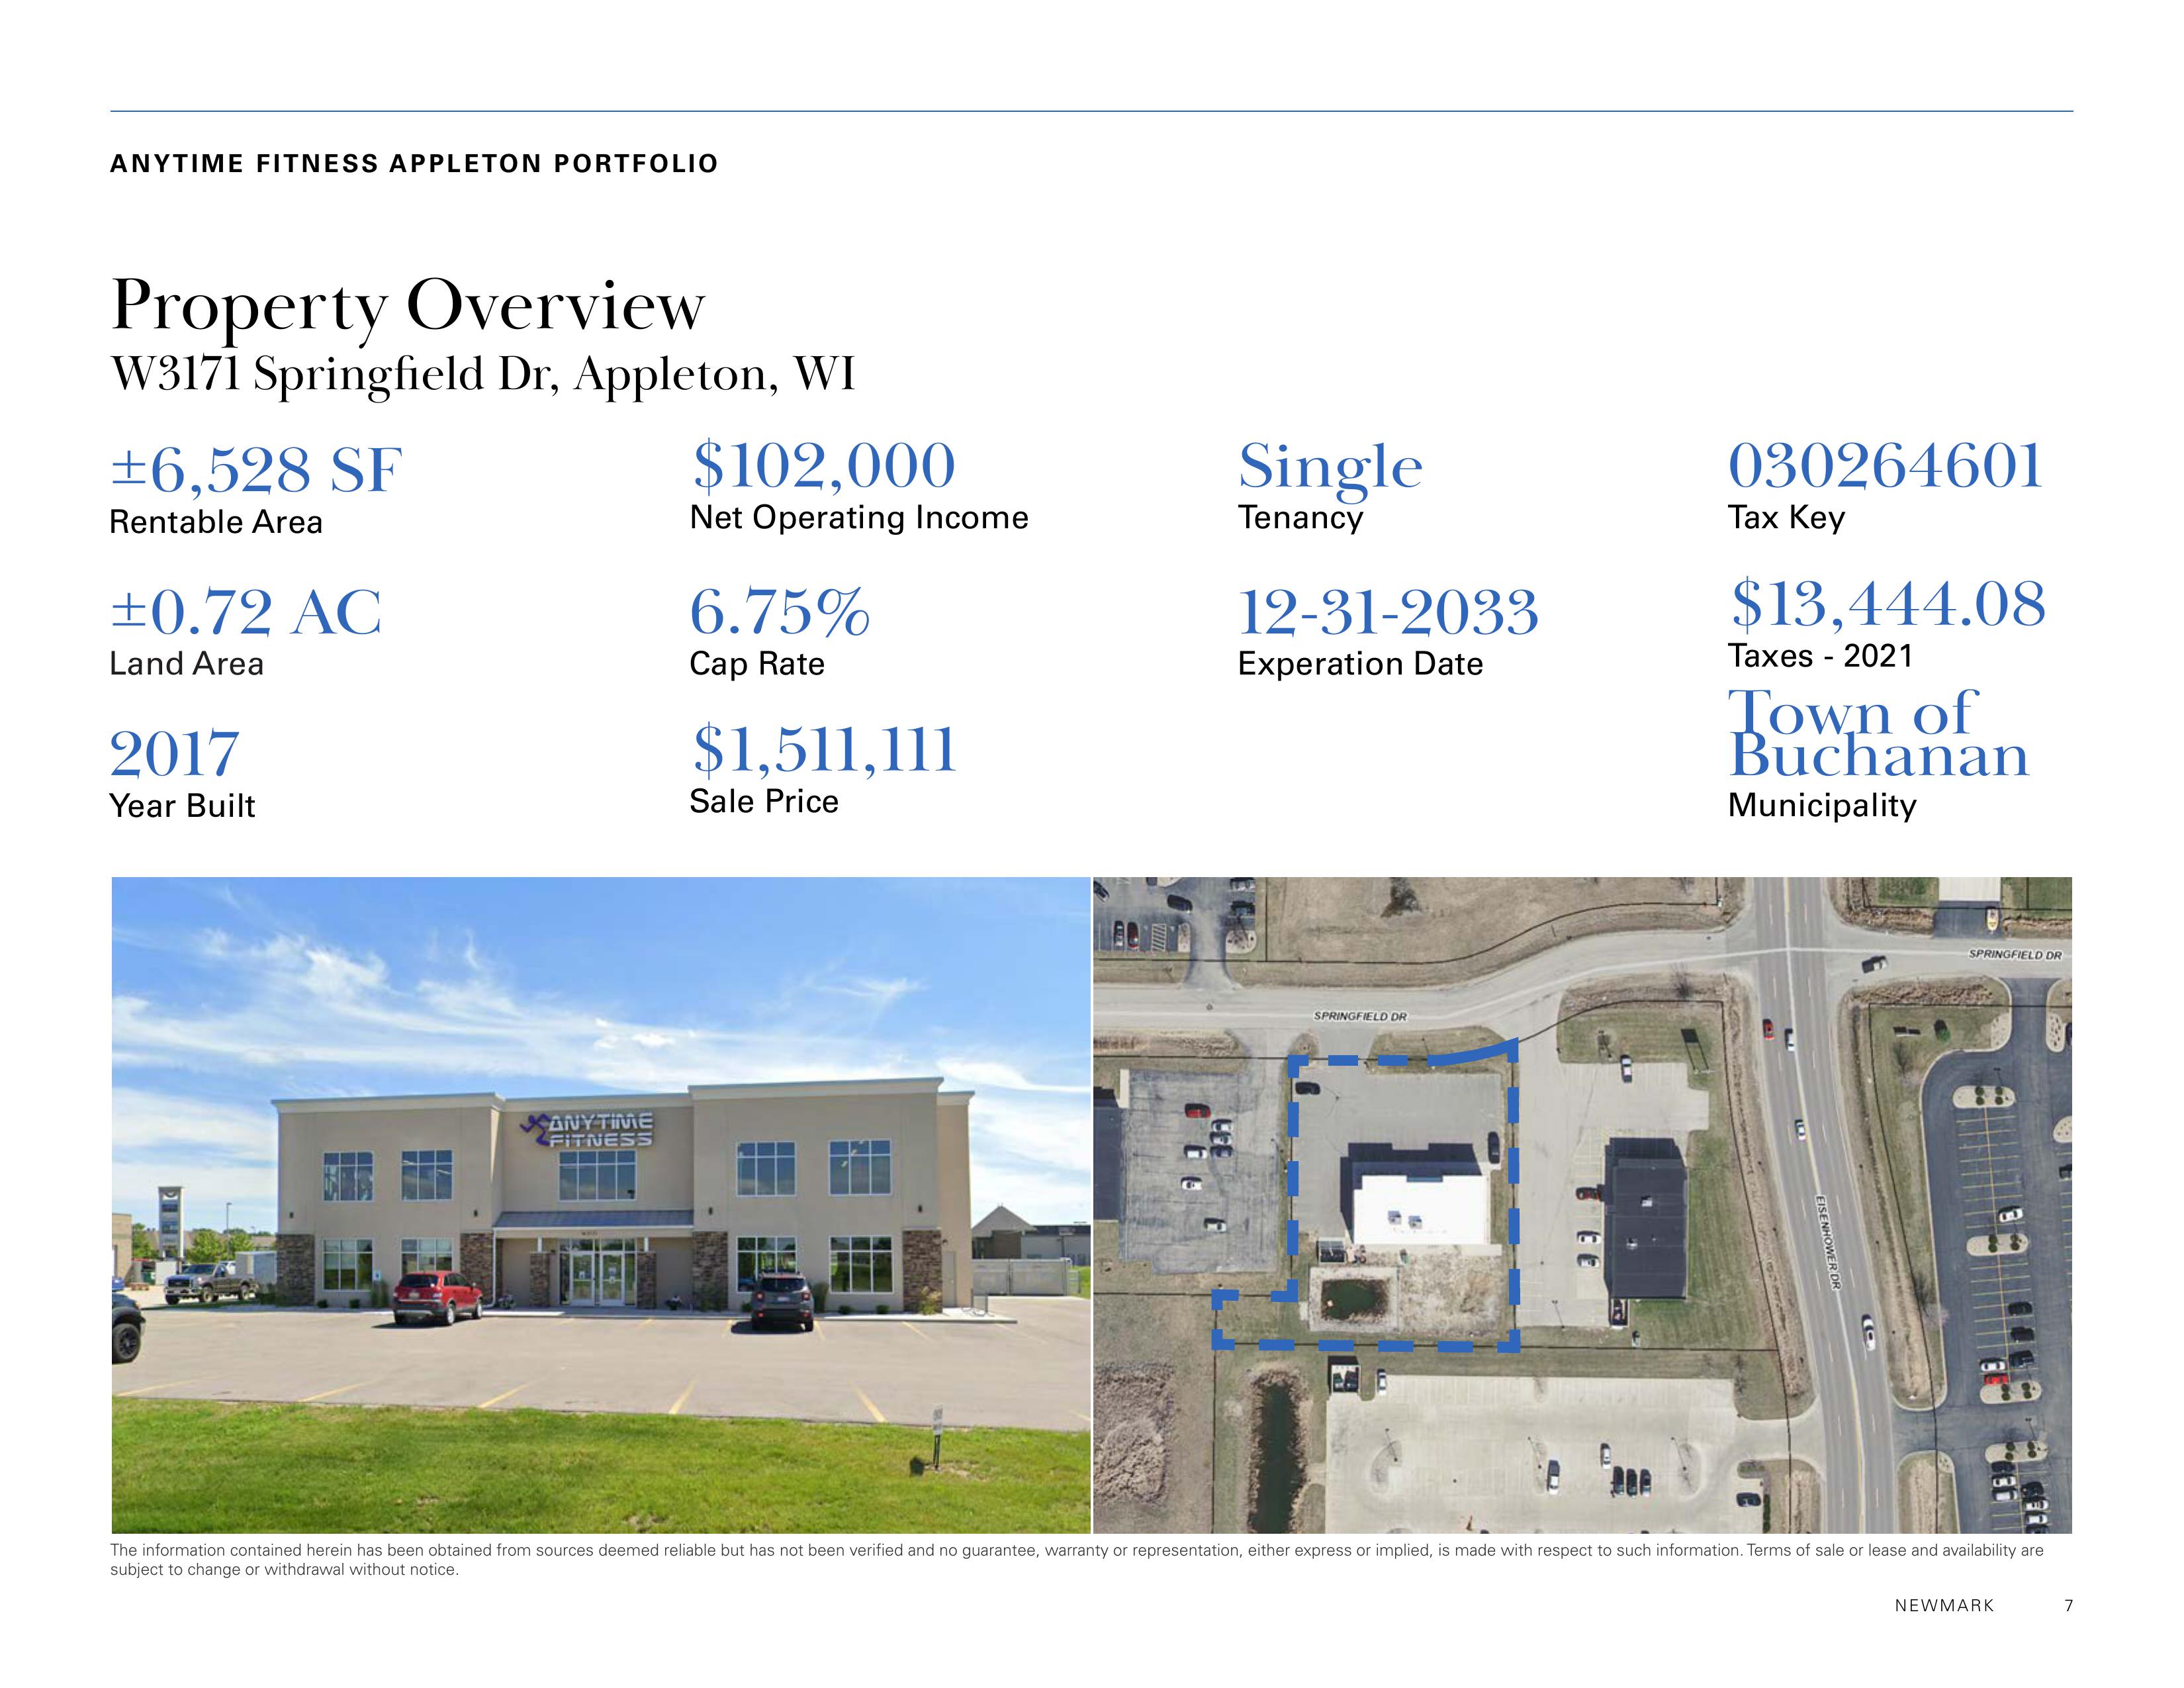 ANYTIME FITNESS APPLETON PORTFOLIO
Property Overview
W3171 Springfield Dr, Appleton, WI
±6,528 SF
Rentable Area
±0.72 AC
Land Area
2017
Year Built
$102,000
Net Operating Income
6.75%
Cap Rate
$1,511,111
Sale Price
Single
Tenancy
12-31-2033
Experation Date
030264601
Tax Key
$13,444.08
Taxes - 2021
Town of
Buchanan
Municipality
ANYTIME
FITNESS
SPRINGFIELD DR
SPRINGFIELD DR
EISENHOWER DR
The information contained herein has been obtained from sources deemed reliable but has not been verified and no guarantee, warranty or representation, either express or implied, is made with respect to such information. Terms of sale or lease and availability are
subject to change or withdrawal without notice.
NEWMARK 7